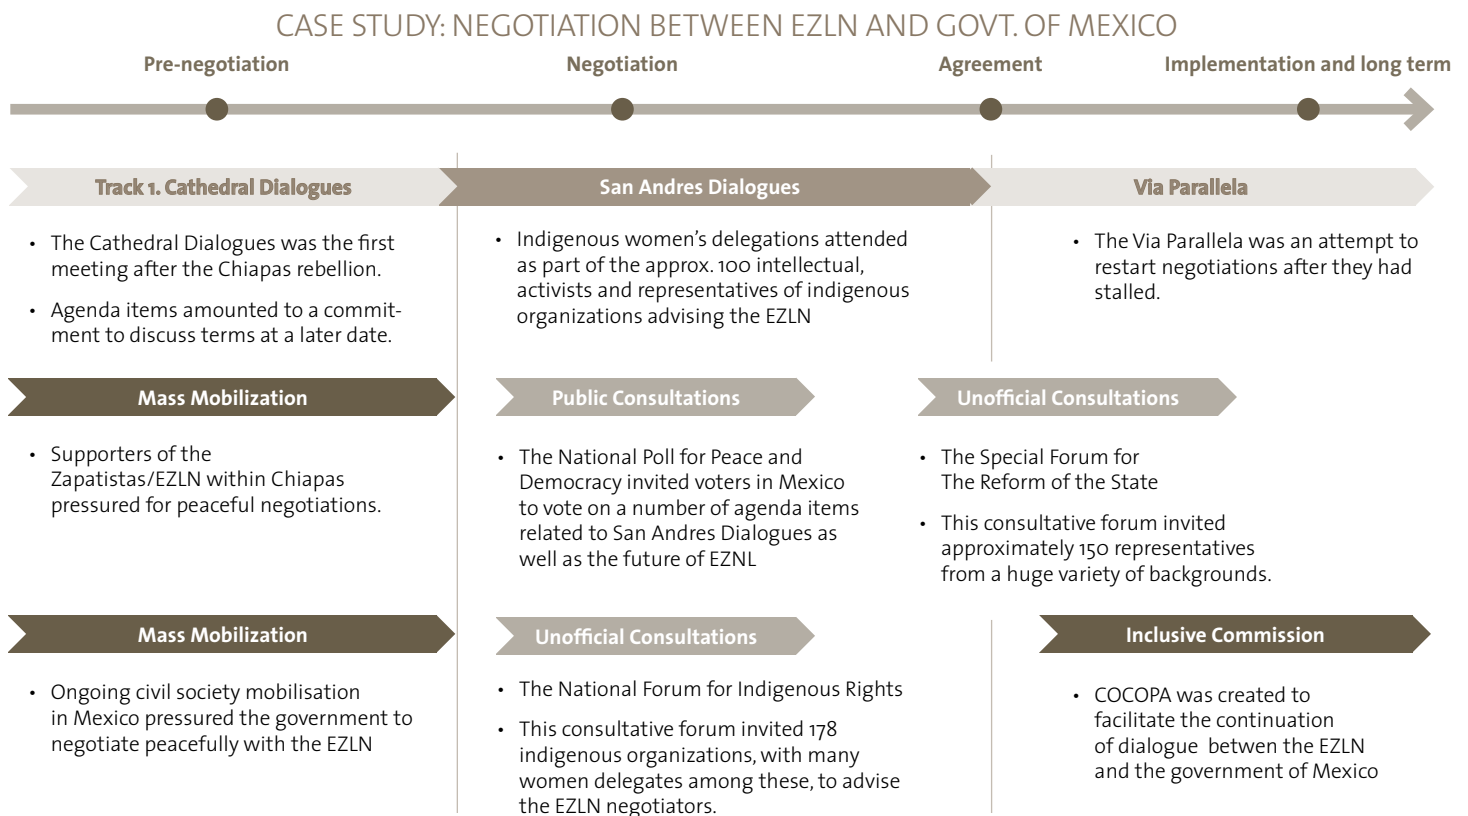 CASE STUDY: NEGOTIATION BETWEEN EZLN AND GOVT. OF MEXICO
Pre-negotiation
Negotiation
Agreement
Implementation and long term
Track 1. Cathedral Dialogues
• The Cathedral Dialogues was the first
meeting after the Chiapas rebellion.
• Agenda items amounted to a commit-
ment to discuss terms at a later date.
San Andres Dialogues
• Indigenous women's delegations attended
as part of the approx. 100 intellectual,
activists and representatives of indigenous
organizations advising the EZLN
Via Parallela
• The Via Parallela was an attempt to
restart negotiations after they had
stalled.
Mass Mobilization
• Supporters of the
Zapatistas/EZLN within Chiapas
pressured for peaceful negotiations.
Public Consultations
• The National Poll for Peace and
Democracy invited voters in Mexico
to vote on a number of agenda items
related to San Andres Dialogues as
well as the future of EZNL
Unofficial Consultations
• The Special Forum for
The Reform of the State
• This consultative forum invited
approximately 150 representatives
from a huge variety of backgrounds.
Mass Mobilization
• Ongoing civil society mobilisation
in Mexico pressured the government to
negotiate peacefully with the EZLN
Unofficial Consultations
• The National Forum for Indigenous Rights
• This consultative forum invited 178
indigenous organizations, with many
women delegates among these, to advise
the EZLN negotiators.
Inclusive Commission
• COCOPA was created to
facilitate the continuation
of dialogue betwen the EZLN
and the government of Mexico